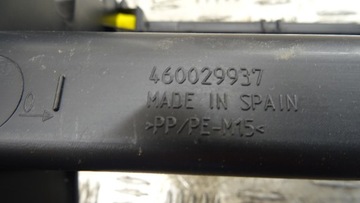 460029937
MADE IN SPAIN
>PP/PE-M15<
C